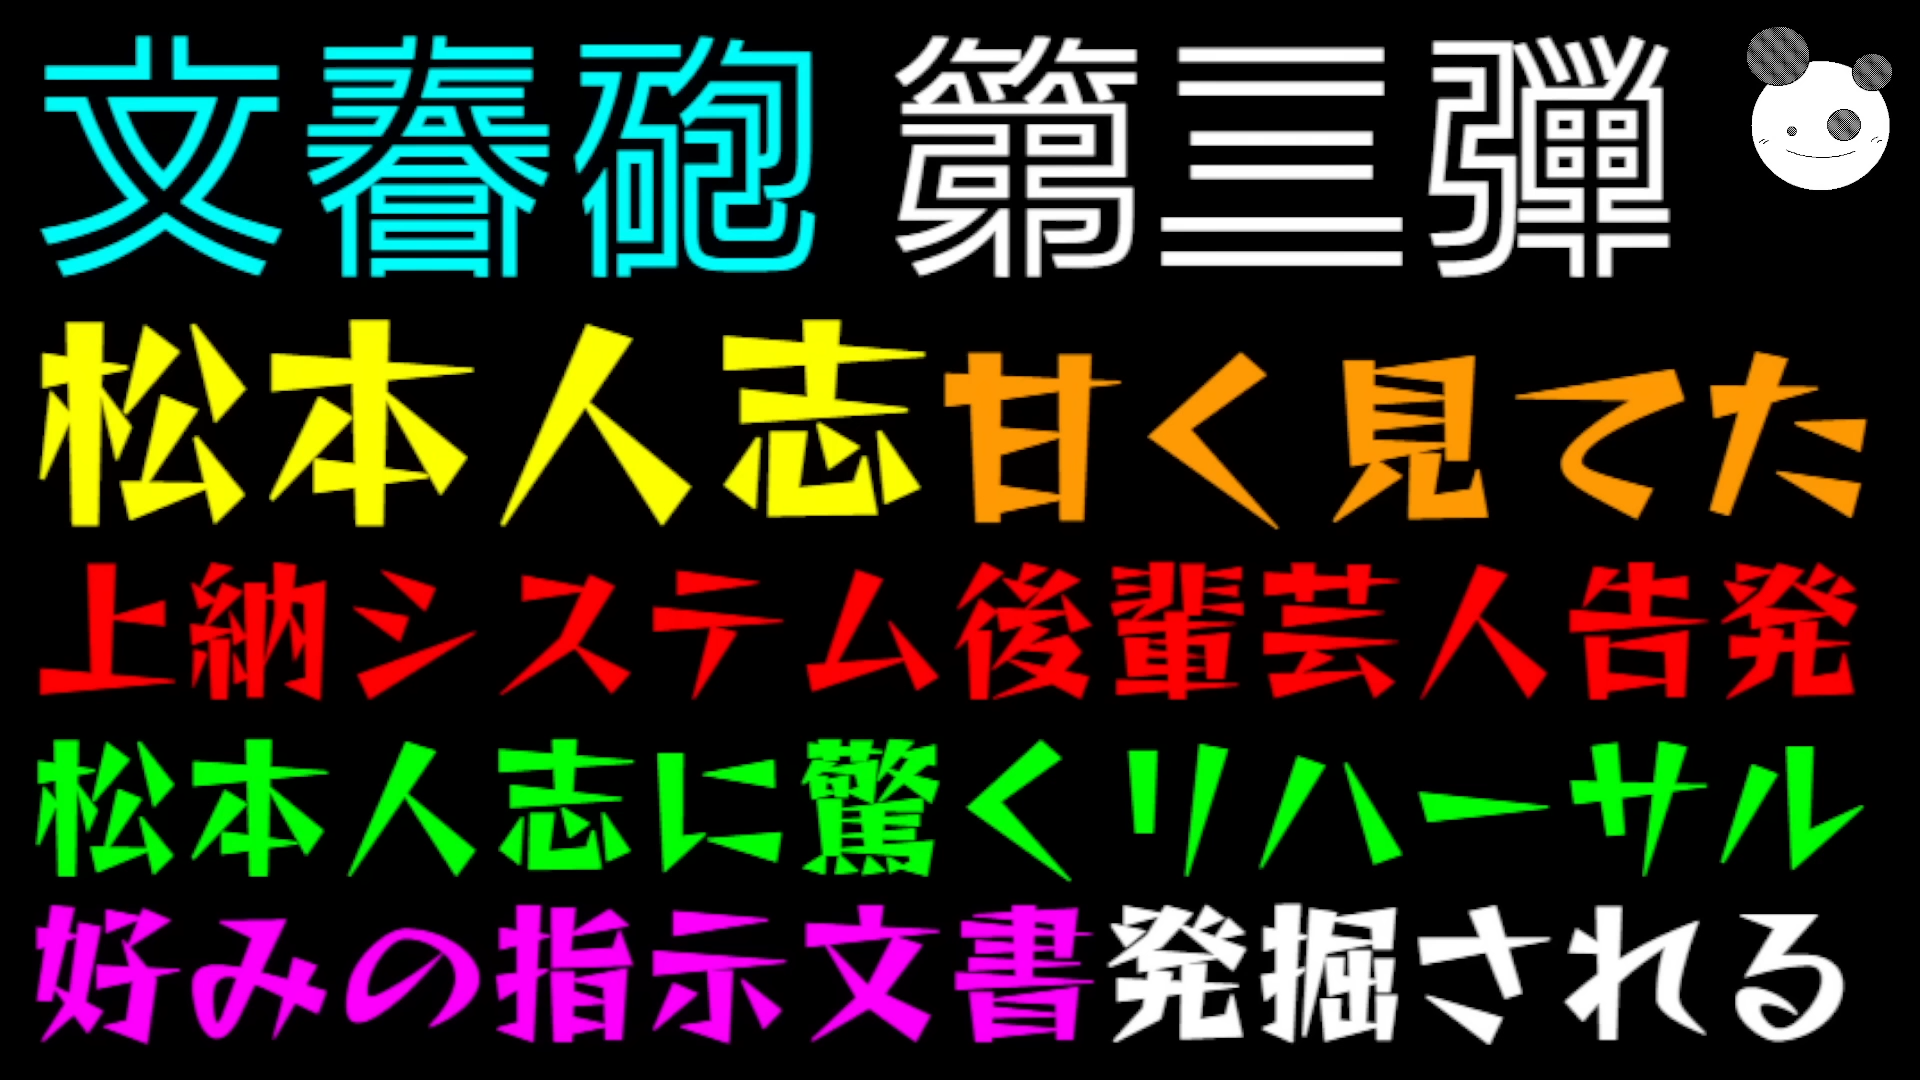 文春砲 第三弾
松本人志甘く見てた
上納システム後輩芸人告発
松本人志に驚くリハーサル
好みの指示文書発掘される